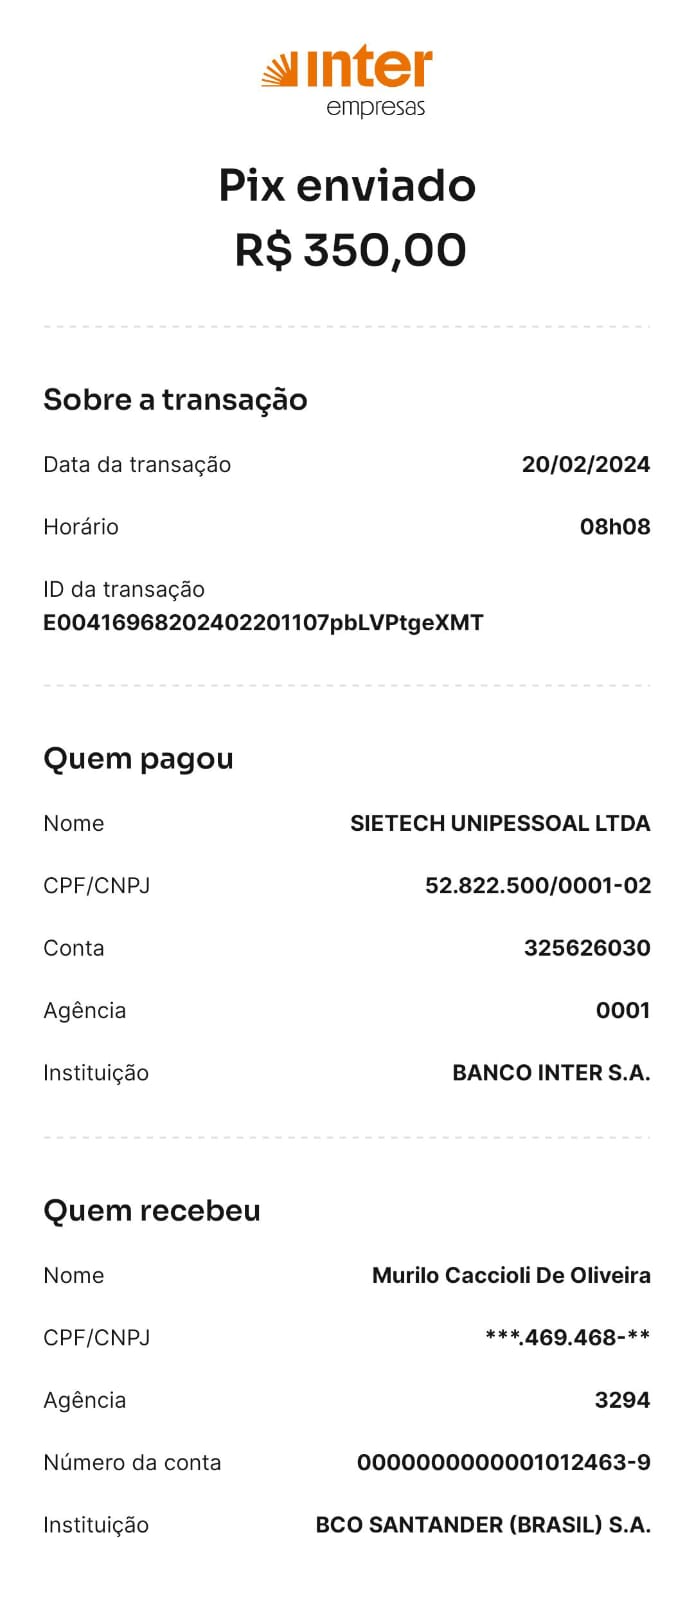 inter
empresas
Pix enviado
R$ 350,00
Sobre a transação
Data da transação 20/02/2024
Horário 08h08
ID da transação
E00416968202402201107pbLVPtgeXMT
Quem pagou
Nome SIETECH UNIPESSOAL LTDA
CPF/CNPJ 52.822.500/0001-02
Conta 325626030
Agência 0001
Instituição BANCO INTER S.A.
Quem recebeu
Nome Murilo Caccioli De Oliveira
CPF/CNPJ ***.469.468-**
Agência 3294
Número da conta 0000000000001012463-9
Instituição BCO SANTANDER (BRASIL) S.A.